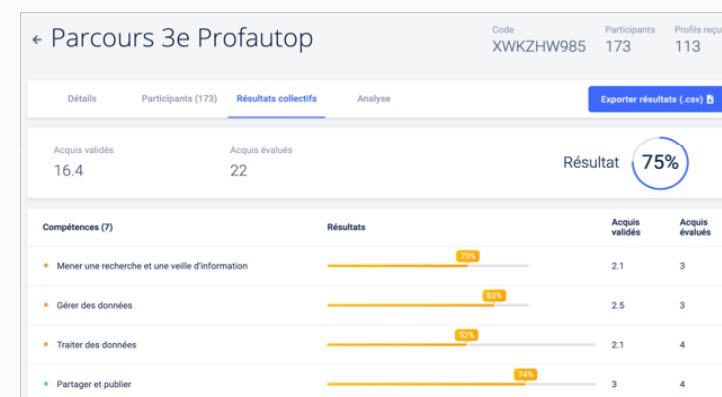 ← Parcours 3e Profautop
Code Participants Profils reçu
XWKZHW985 173 113
Détails Participants (173) Résultats collectifs Analyse Exporter résultats (.csv)
Acquis validés Acquis évalués
16.4 22 Résultat 75%
Compétences (7) Résultats Acquis validés Acquis évalués
Mener une recherche et une veille d'information 70% 2.1 3
Gérer des données 83% 2.5 3
Traiter des données 52% 2.1 4
Partager et publier 74% 3 4